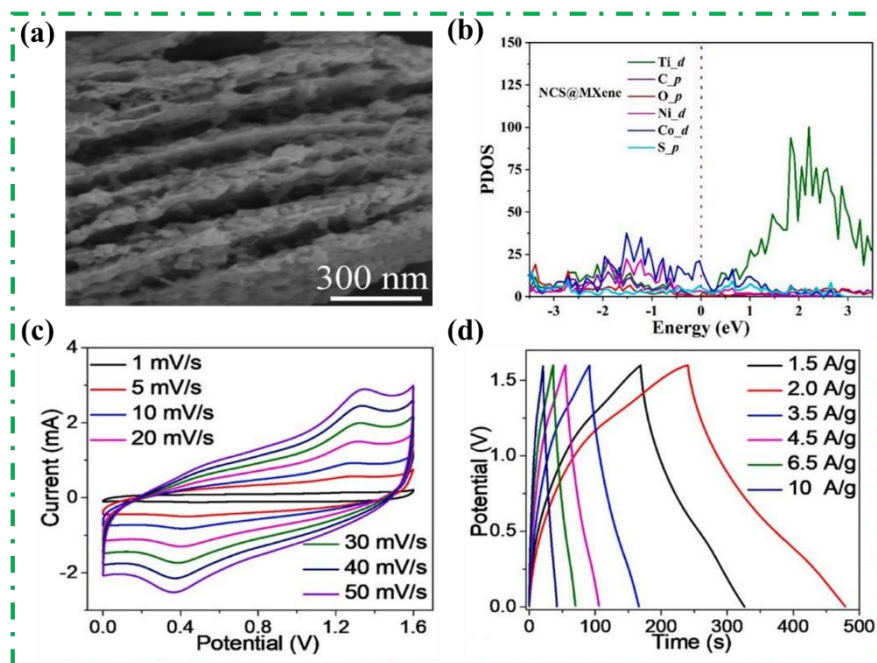 (a)
300 nm
(b)
150
125
100
75
50
25
0
PDOS
NCS@MXene
Ti_d
C_p
O_p
Ni_d
Co_d
S_p
-3 -2 -1 0 1 2 3
Energy (eV)
(c)
4
2
0
-2
Current (mA)
1 mV/s
5 mV/s
10 mV/s
20 mV/s
30 mV/s
40 mV/s
50 mV/s
0.0 0.4 0.8 1.2 1.6
Potential (V)
(d)
1.5
1.0
0.5
0.0
Potential (V)
1.5 A/g
2.0 A/g
3.5 A/g
4.5 A/g
6.5 A/g
10 A/g
0 100 200 300 400 500
Time (s)